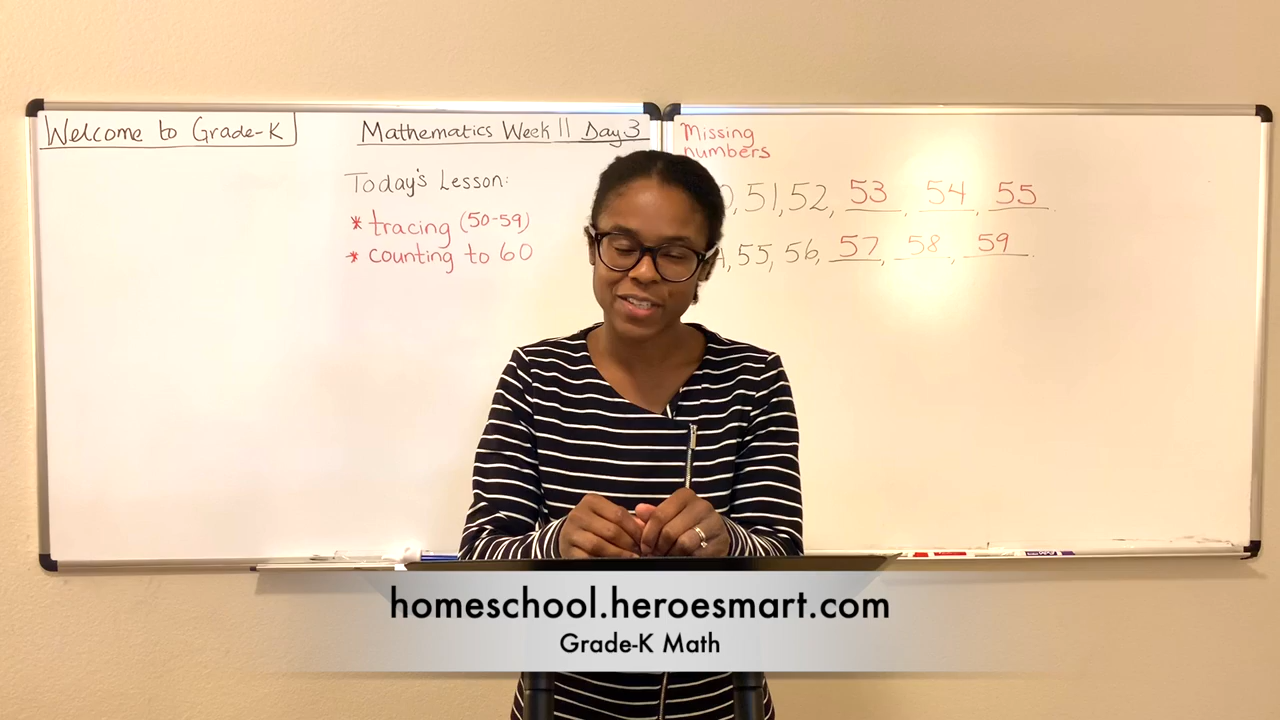 Welcome to Grade-K
Mathematics Week 11 Day 3
Today's Lesson:
* tracing (50-59)
* counting to 60
Missing
numbers
, 51, 52, 53, 54, 55
, 55, 56, 57, 58, 59
homeschool.heroesmart.com
Grade-K Math